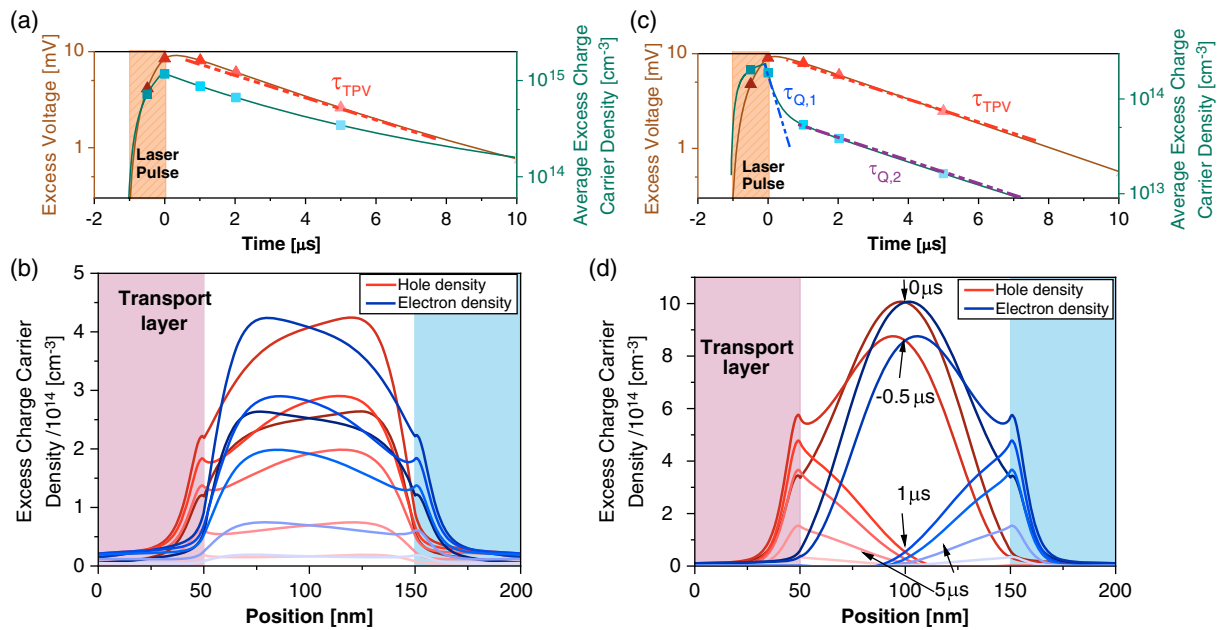 (a)
Excess Voltage [mV]
10
1
Laser
Pulse
τTPV
10^15
10^14
Average Excess Charge
Carrier Density [cm-3]
-2 0 2 4 6 8 10
Time [μs]
(c)
Excess Voltage [mV]
10
1
Laser
Pulse
τQ,1
τTPV
τQ,2
10^14
10^13
Average Excess Charge
Carrier Density [cm-3]
-2 0 2 4 6 8 10
Time [μs]
(b)
Excess Charge Carrier
Density /10^14 [cm-3]
5
4
3
2
1
0
Transport
layer
Hole density
Electron density
0 50 100 150 200
Position [nm]
(d)
Excess Charge Carrier
Density /10^14 [cm-3]
10
8
6
4
2
0
Transport
layer
0μs
-0.5μs
1μs
5μs
Hole density
Electron density
0 50 100 150 200
Position [nm]